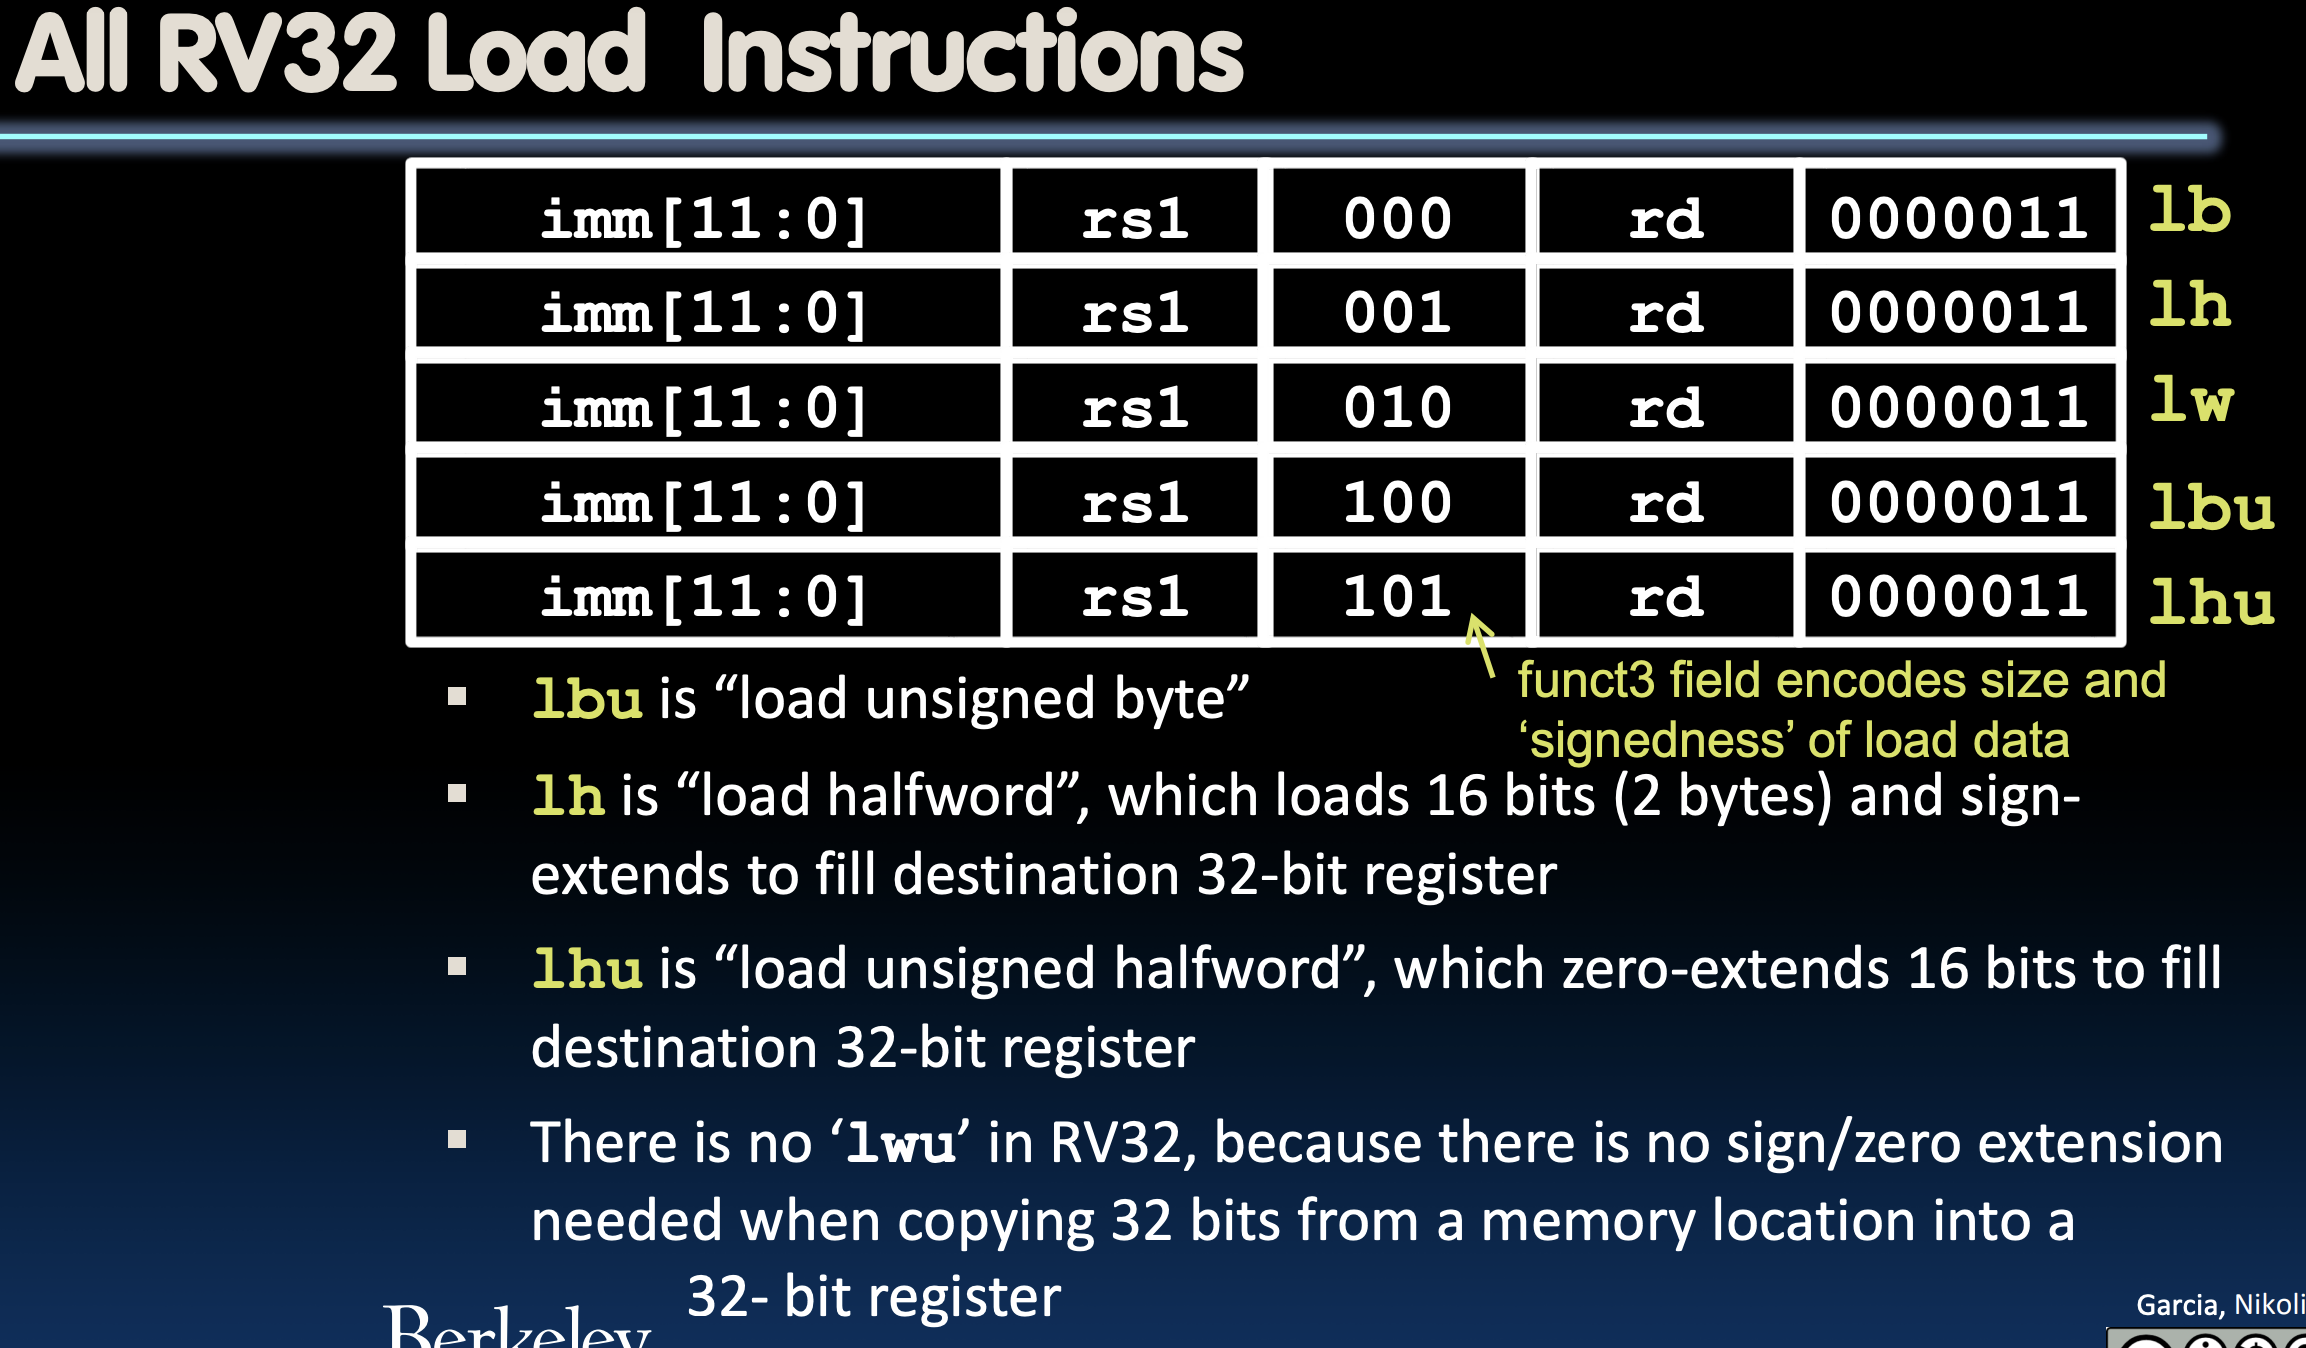 All RV32 Load Instructions
imm[11:0] rs1 000 rd 0000011 lb
imm[11:0] rs1 001 rd 0000011 lh
imm[11:0] rs1 010 rd 0000011 lw
imm[11:0] rs1 100 rd 0000011 lbu
imm[11:0] rs1 101 rd 0000011 lhu
funct3 field encodes size and
‘signedness’ of load data
▪ lbu is “load unsigned byte”
▪ lh is “load halfword”, which loads 16 bits (2 bytes) and sign-
extends to fill destination 32-bit register
▪ lhu is “load unsigned halfword”, which zero-extends 16 bits to fill
destination 32-bit register
▪ There is no ‘lwu’ in RV32, because there is no sign/zero extension
needed when copying 32 bits from a memory location into a
32- bit register
Berkeley
Garcia, Nikoli